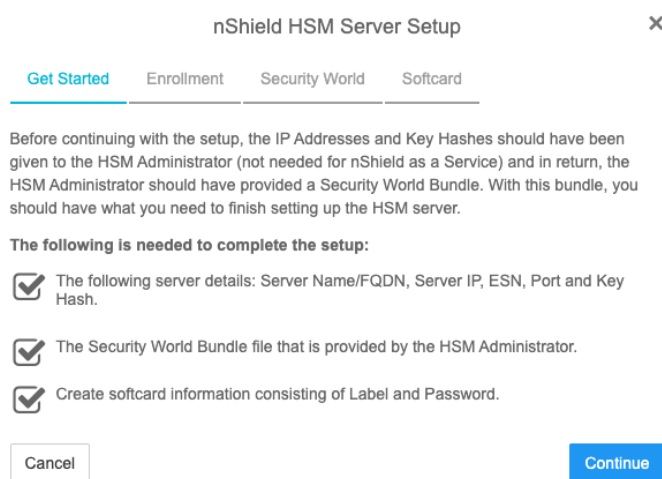 nShield HSM Server Setup
Get Started Enrollment Security World Softcard
Before continuing with the setup, the IP Addresses and Key Hashes should have been
given to the HSM Administrator (not needed for nShield as a Service) and in return, the
HSM Administrator should have provided a Security World Bundle. With this bundle, you
should have what you need to finish setting up the HSM server.
The following is needed to complete the setup:
The following server details: Server Name/FQDN, Server IP, ESN, Port and Key
Hash.
The Security World Bundle file that is provided by the HSM Administrator.
Create softcard information consisting of Label and Password.
Cancel Continue